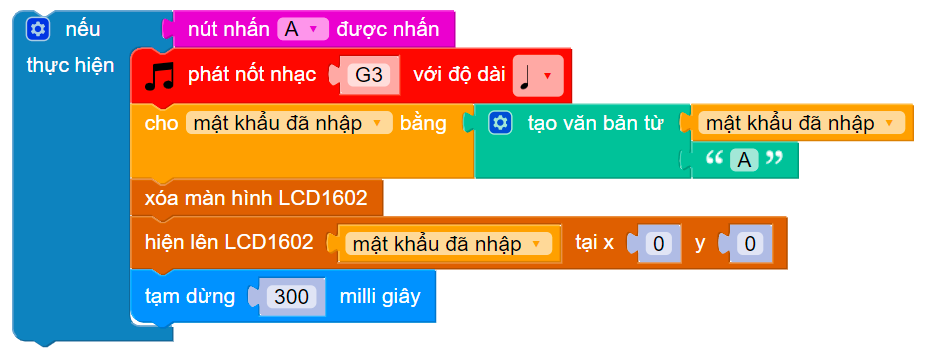 nếu nút nhấn A được nhấn
thực hiện phát nốt nhạc G3 với độ dài
cho mật khẩu đã nhập bằng tạo văn bản từ mật khẩu đã nhập
“ A ”
xóa màn hình LCD1602
hiện lên LCD1602 mật khẩu đã nhập tại x 0 y 0
tạm dừng 300 milli giây